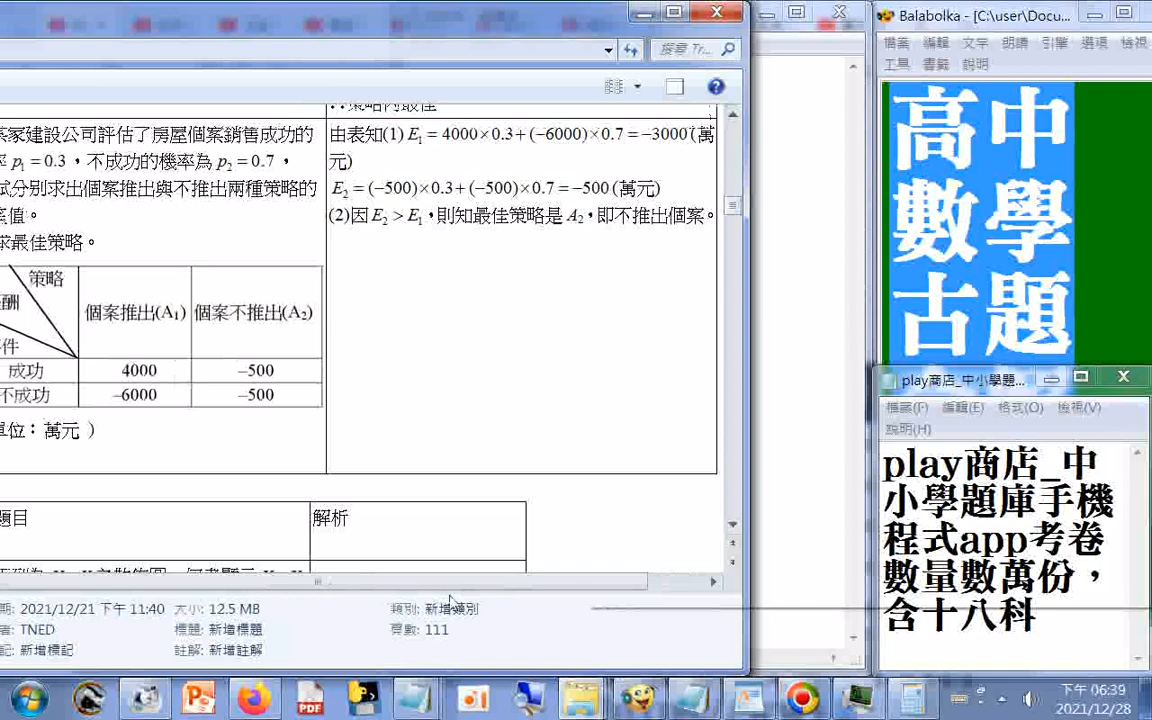 搜尋 Tr...
策略內最佳
家建設公司評估了房屋個案銷售成功的
率 p₁ = 0.3，不成功的機率為 p₂ = 0.7，
試分別求出個案推出與不推出兩種策略的
值。
求最佳策略。
策略
酬
件
個案推出(A₁) 個案不推出(A₂)
成功 4000 –500
不成功 –6000 –500
單位：萬元 )
由表知(1) E₁ = 4000×0.3+(−6000)×0.7 = −3000 (萬
元)
E₂ = (−500)×0.3+(−500)×0.7 = −500 (萬元)
(2)因 E₂ > E₁，則知最佳策略是 A₂，即不推出個案。
題目 解析
期: 2021/12/21 下午 11:40 大小: 12.5 MB 類別: 新增類別
TNED 標題: 新增標題 頁數: 111
記: 新增標記 註解: 新增註解
Balabolka - [C:\user\Docu...
檔案 編輯 文字 朗讀 引擎 選項 檢視
工具 書籤 說明
高中
數學
古題
play商店_中小學題...
檔案(F) 編輯(E) 格式(O) 檢視(V)
說明(H)
play商店_中
小學題庫手機
程式app考卷
數量數萬份，
含十八科
PDF
下午 06:39
2021/12/28